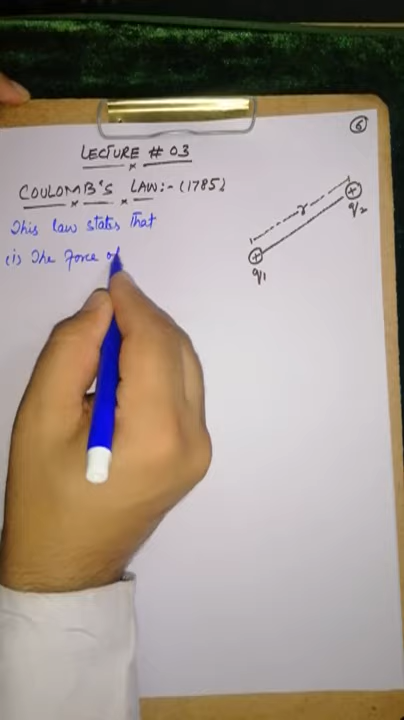 6
LECTURE # 03
COULOMB'S LAW:- (1785)
This law states that
(i) The Force of
r
+
q2
+
q1